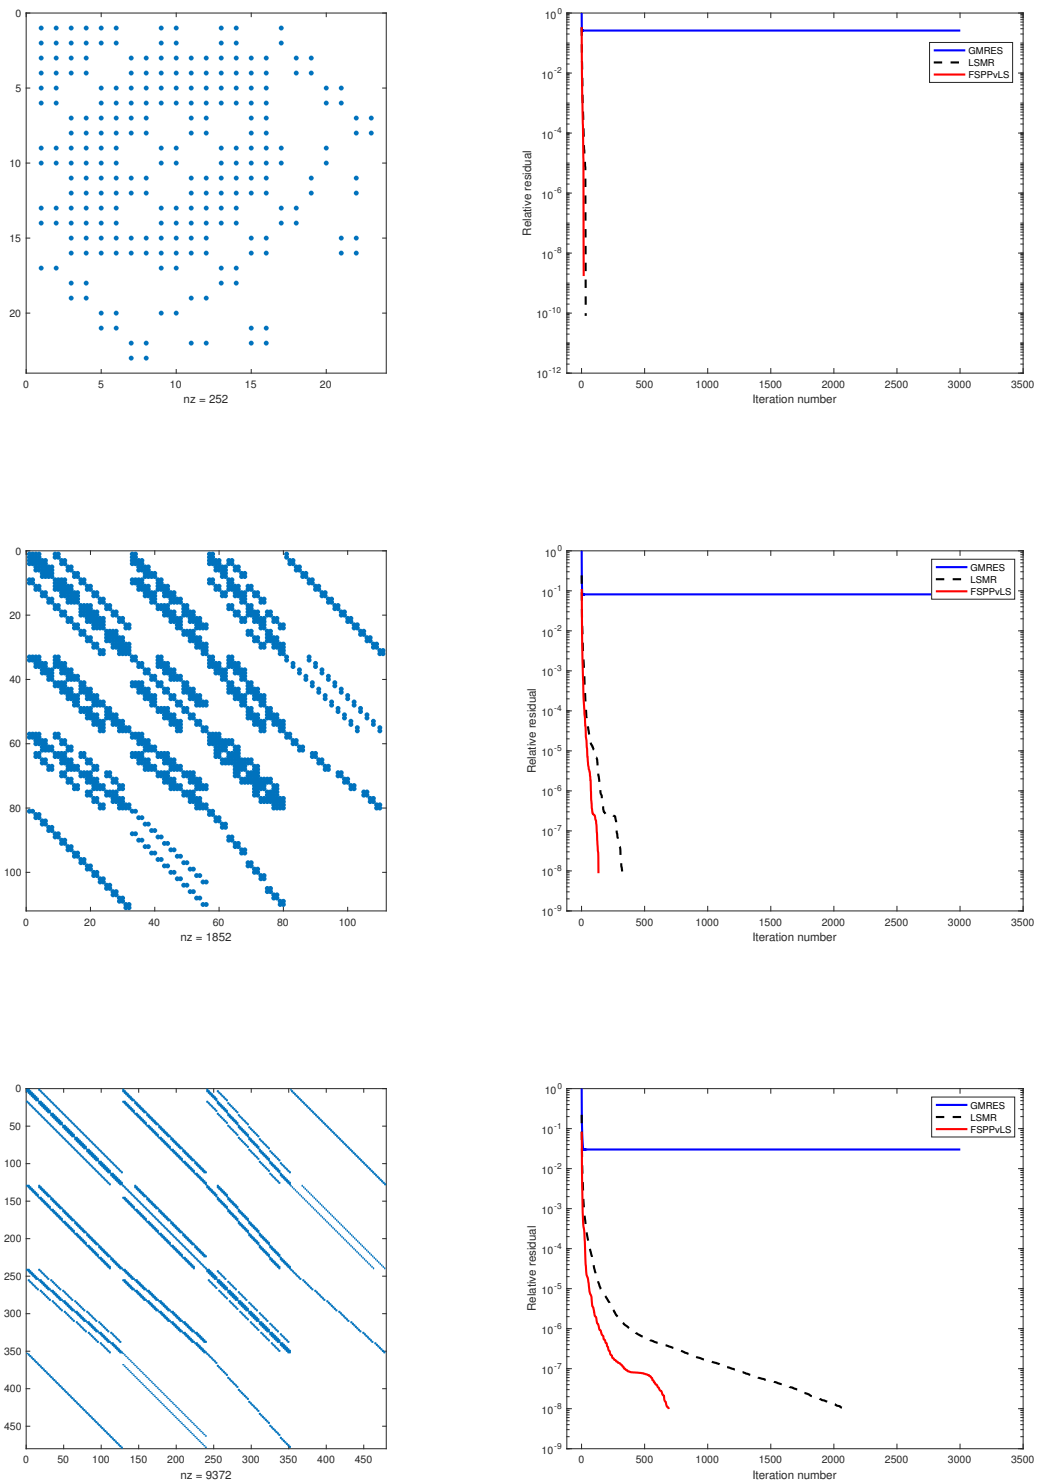 0
5
10
15
20
0 5 10 15 20
nz = 252
10^0
10^-2
10^-4
10^-6
10^-8
10^-10
10^-12
Relative residual
GMRES
LSMR
FSPPvLS
0 500 1000 1500 2000 2500 3000 3500
Iteration number
0
20
40
60
80
100
0 20 40 60 80 100
nz = 1852
10^0
10^-1
10^-2
10^-3
10^-4
10^-5
10^-6
10^-7
10^-8
10^-9
Relative residual
GMRES
LSMR
FSPPvLS
0 500 1000 1500 2000 2500 3000 3500
Iteration number
0
50
100
150
200
250
300
350
400
450
0 50 100 150 200 250 300 350 400 450
nz = 9372
10^0
10^-1
10^-2
10^-3
10^-4
10^-5
10^-6
10^-7
10^-8
10^-9
Relative residual
GMRES
LSMR
FSPPvLS
0 500 1000 1500 2000 2500 3000 3500
Iteration number